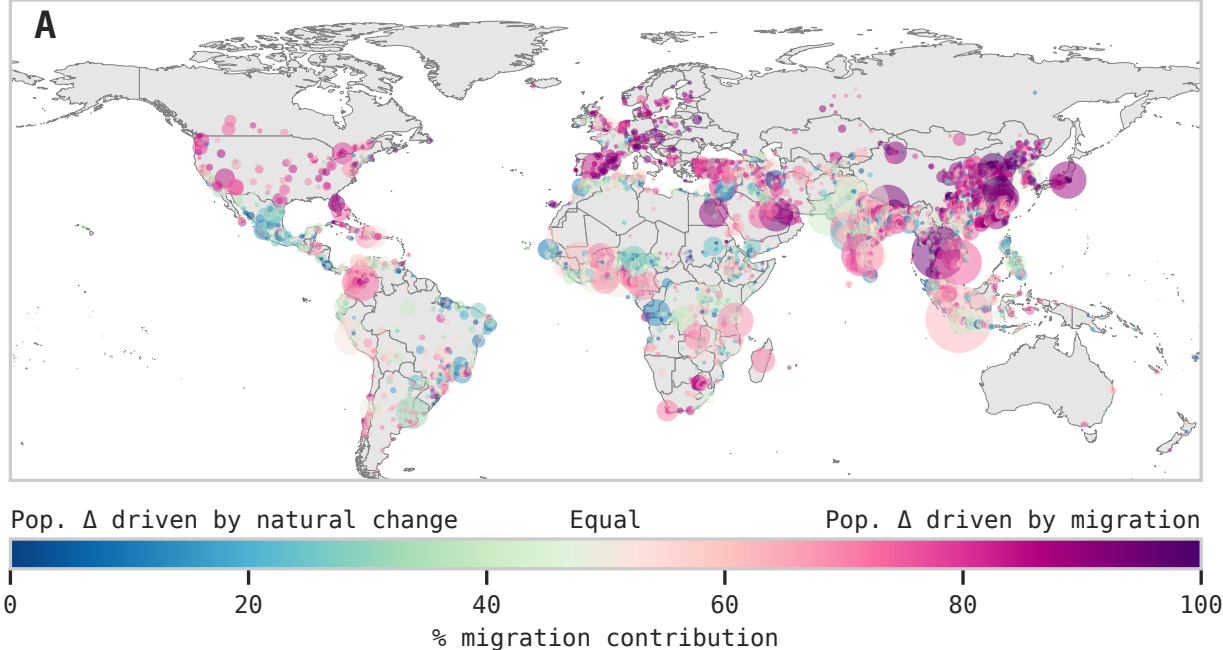 A
Pop. Δ driven by natural change Equal Pop. Δ driven by migration
0 20 40 60 80 100
% migration contribution